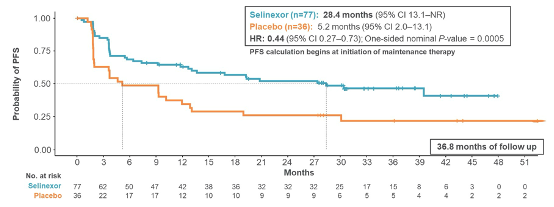 Selinexor (n=77): 28.4 months (95% CI 13.1–NR)
Placebo (n=36): 5.2 months (95% CI 2.0–13.1)
HR: 0.44 (95% CI 0.27–0.73); One-sided nominal P-value = 0.0005
PFS calculation begins at initiation of maintenance therapy
Probability of PFS
1.00
0.75
0.50
0.25
0.00
36.8 months of follow up
0 3 6 9 12 15 18 21 24 27 30 33 36 39 42 45 48 51
Months
No. at risk
Selinexor 77 62 50 47 42 38 36 32 32 32 25 17 15 8 6 3 0 0
Placebo 36 22 17 17 12 10 10 9 9 9 6 5 5 4 4 2 2 2